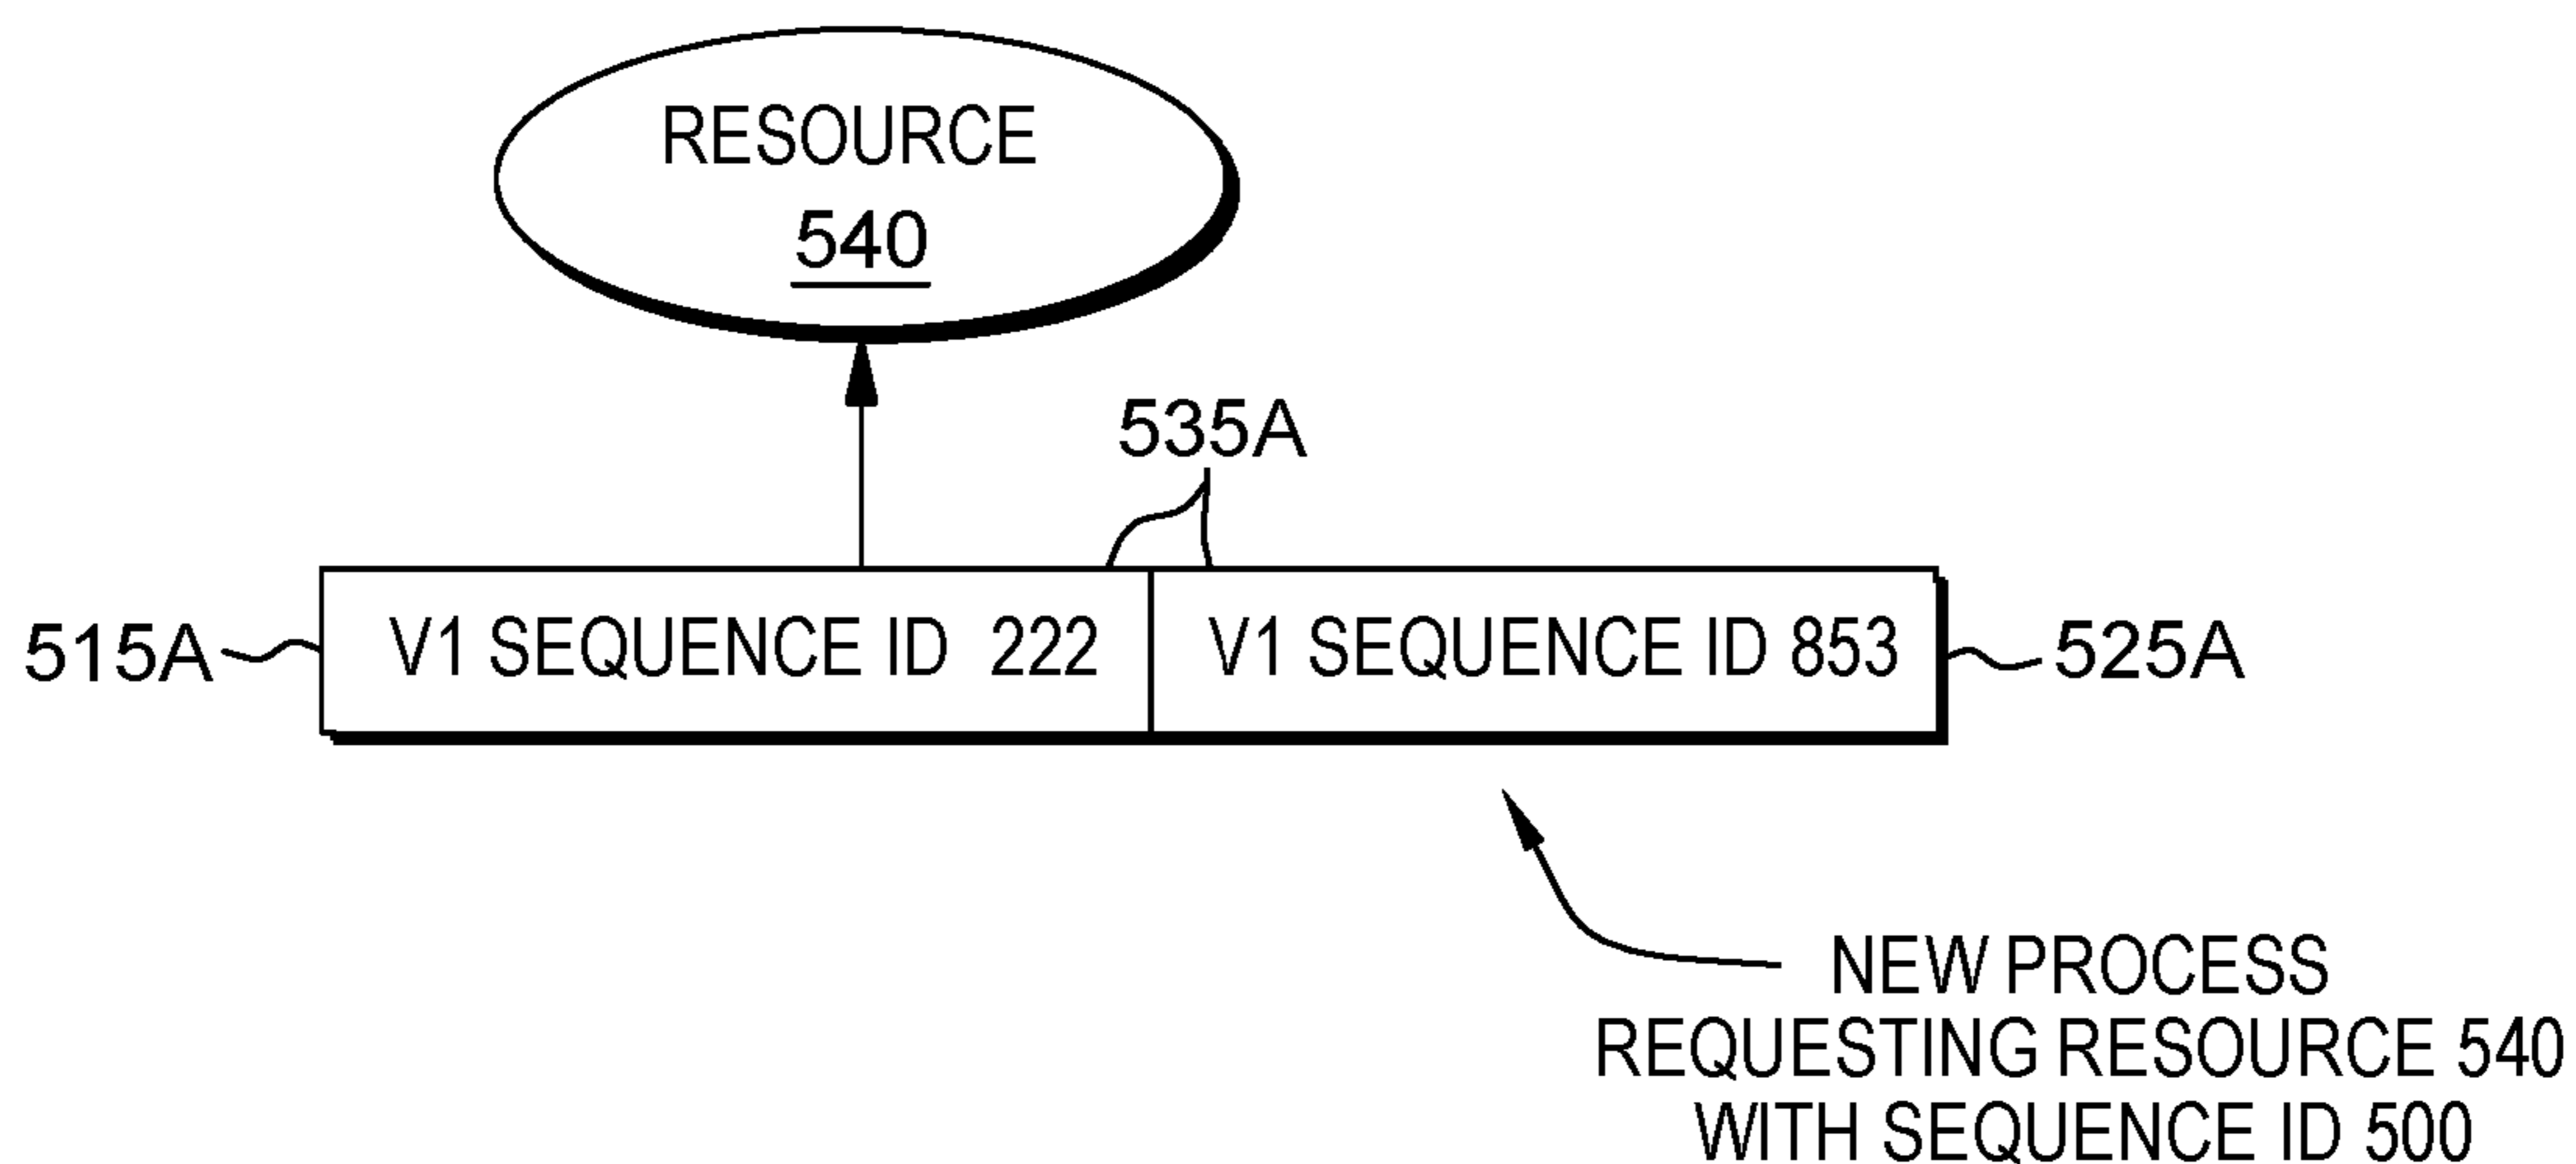 RESOURCE
540
535A
515A
V1 SEQUENCE ID 222
V1 SEQUENCE ID 853
525A
NEW PROCESS
REQUESTING RESOURCE 540
WITH SEQUENCE ID 500